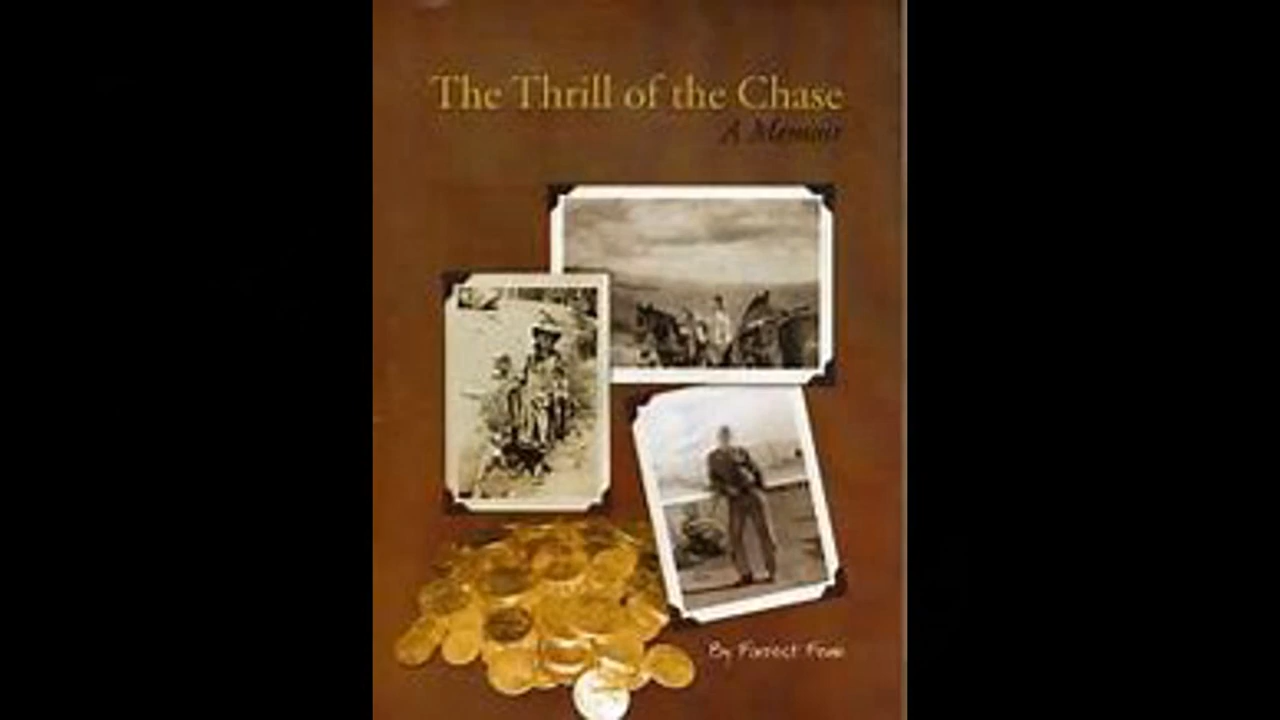 The Thrill of the Chase
A Memoir
By Forrest Fenn